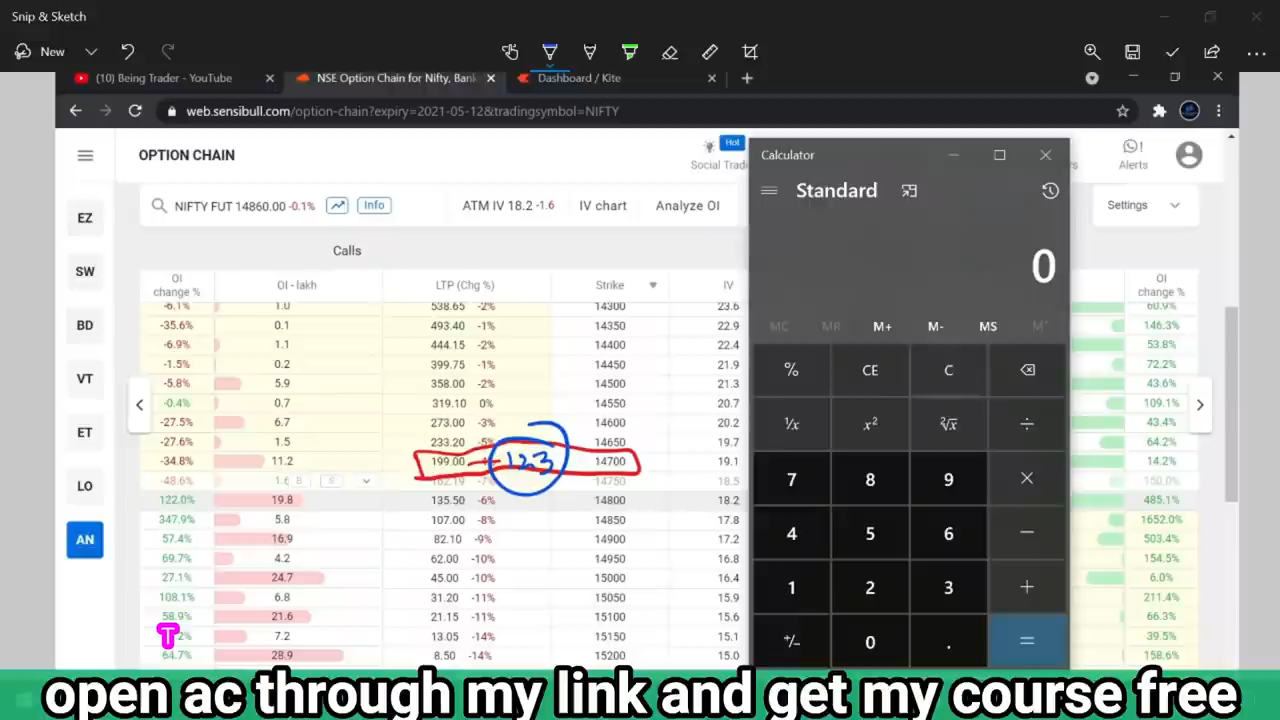 Snip & Sketch
New
(10) Being Trader - YouTube
NSE Option Chain for Nifty, Bank
Dashboard / Kite
web.sensibull.com/option-chain?expiry=2021-05-12&tradingsymbol=NIFTY
OPTION CHAIN
Hot
Social Tradi
Alerts
NIFTY FUT 14860.00 -0.1% Info ATM IV 18.2 -1.6 IV chart Analyze OI
Settings
EZ
SW
BD
VT
ET
LO
AN
Calls
OI change % OI - lakh LTP (Chg %) Strike IV OI change %
-6.1% 1.0 538.65 -2% 14300 23.6 60.9%
-35.6% 0.1 493.40 -1% 14350 22.9 146.3%
-6.9% 1.1 444.15 -2% 14400 22.4 53.8%
-1.5% 0.2 399.75 -1% 14450 21.9 72.2%
-5.8% 5.9 358.00 -2% 14500 21.3 43.6%
-0.4% 0.7 319.10 0% 14550 20.7 109.1%
-27.5% 6.7 273.00 -3% 14600 20.2 43.4%
-27.6% 1.5 233.20 -5% 14650 19.7 64.2%
-34.8% 11.2 199.00 123 14700 19.1 14.2%
-48.6% 1.6 B S -7% 14750 18.5 150.0%
122.0% 19.8 135.50 -6% 14800 18.2 485.1%
347.9% 5.8 107.00 -8% 14850 17.8 1652.0%
57.4% 16.9 82.10 -9% 14900 17.2 503.4%
69.7% 4.2 62.00 -10% 14950 16.8 154.5%
27.1% 24.7 45.00 -10% 15000 16.4 6.0%
108.1% 6.8 31.20 -11% 15050 15.9 211.4%
58.9% 21.6 21.15 -11% 15100 15.6 66.3%
T 7.2 13.05 -14% 15150 15.1 39.5%
64.7% 28.9 8.50 -14% 15200 15.0 158.6%
Calculator
Standard
0
MC MR M+ M- MS
% CE C
¹/x x² ²√x ÷
7 8 9 ×
4 5 6 −
1 2 3 +
+/- 0 . =
open ac through my link and get my course free